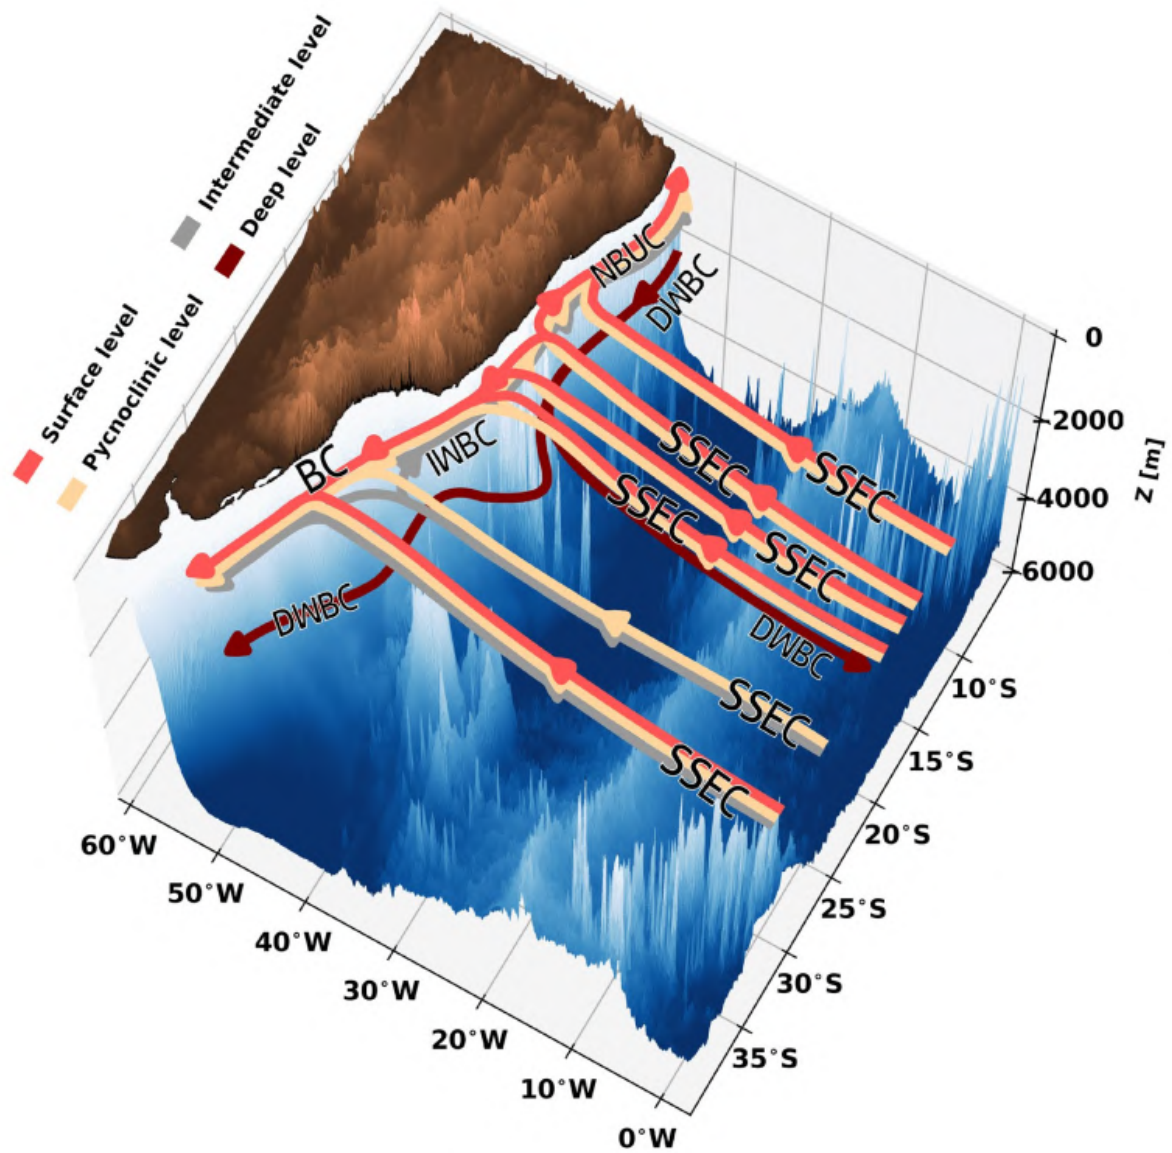 Intermediate level
Deep level
Surface level
Pycnoclinic level
NBUC
DWBC
BC
IWBC
SSEC
SSEC
SSEC
SSEC
DWBC
DWBC
SSEC
SSEC
0
2000
4000
6000
z [m]
10°S
15°S
20°S
25°S
30°S
35°S
60°W
50°W
40°W
30°W
20°W
10°W
0°W